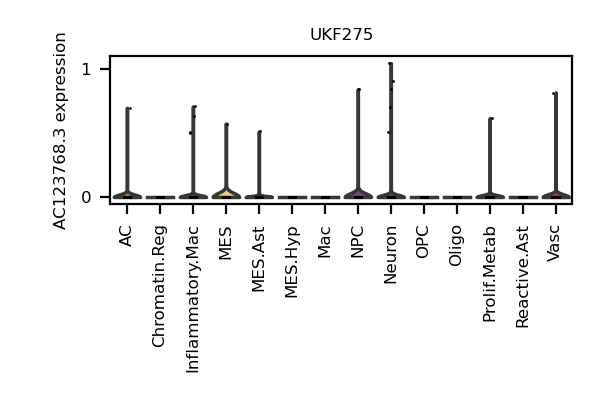 UKF275
AC123768.3 expression
1
0
AC
Chromatin.Reg
Inflammatory.Mac
MES
MES.Ast
MES.Hyp
Mac
NPC
Neuron
OPC
Oligo
Prolif.Metab
Reactive.Ast
Vasc